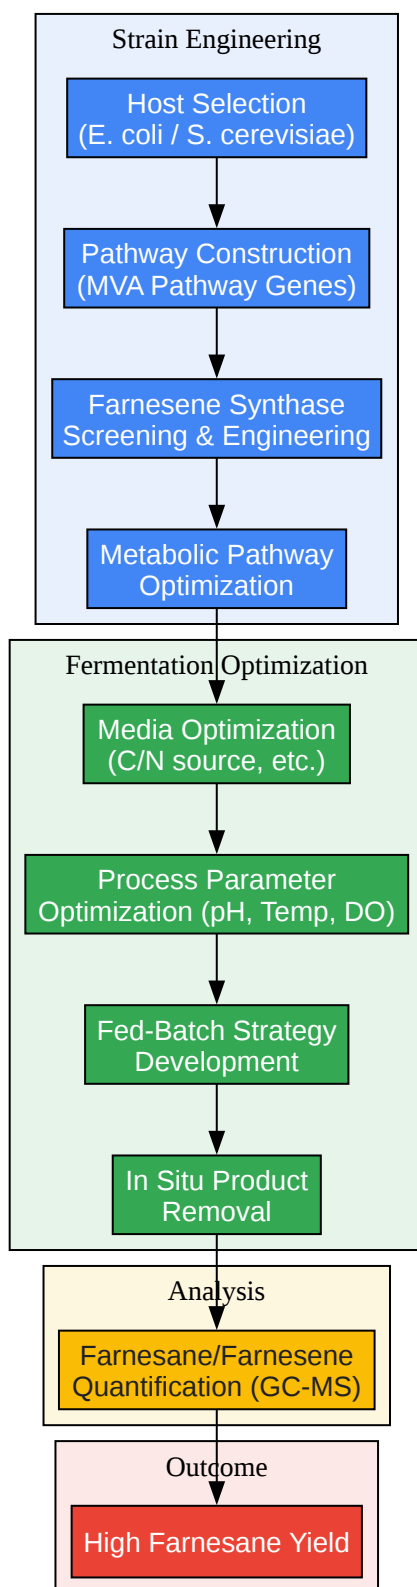 Strain Engineering
Host Selection
(E. coli / S. cerevisiae)
Pathway Construction
(MVA Pathway Genes)
Farnesene Synthase
Screening & Engineering
Metabolic Pathway
Optimization
Fermentation Optimization
Media Optimization
(C/N source, etc.)
Process Parameter
Optimization (pH, Temp, DO)
Fed-Batch Strategy
Development
In Situ Product
Removal
Analysis
Farnesane/Farnesene
Quantification (GC-MS)
Outcome
High Farnesane Yield